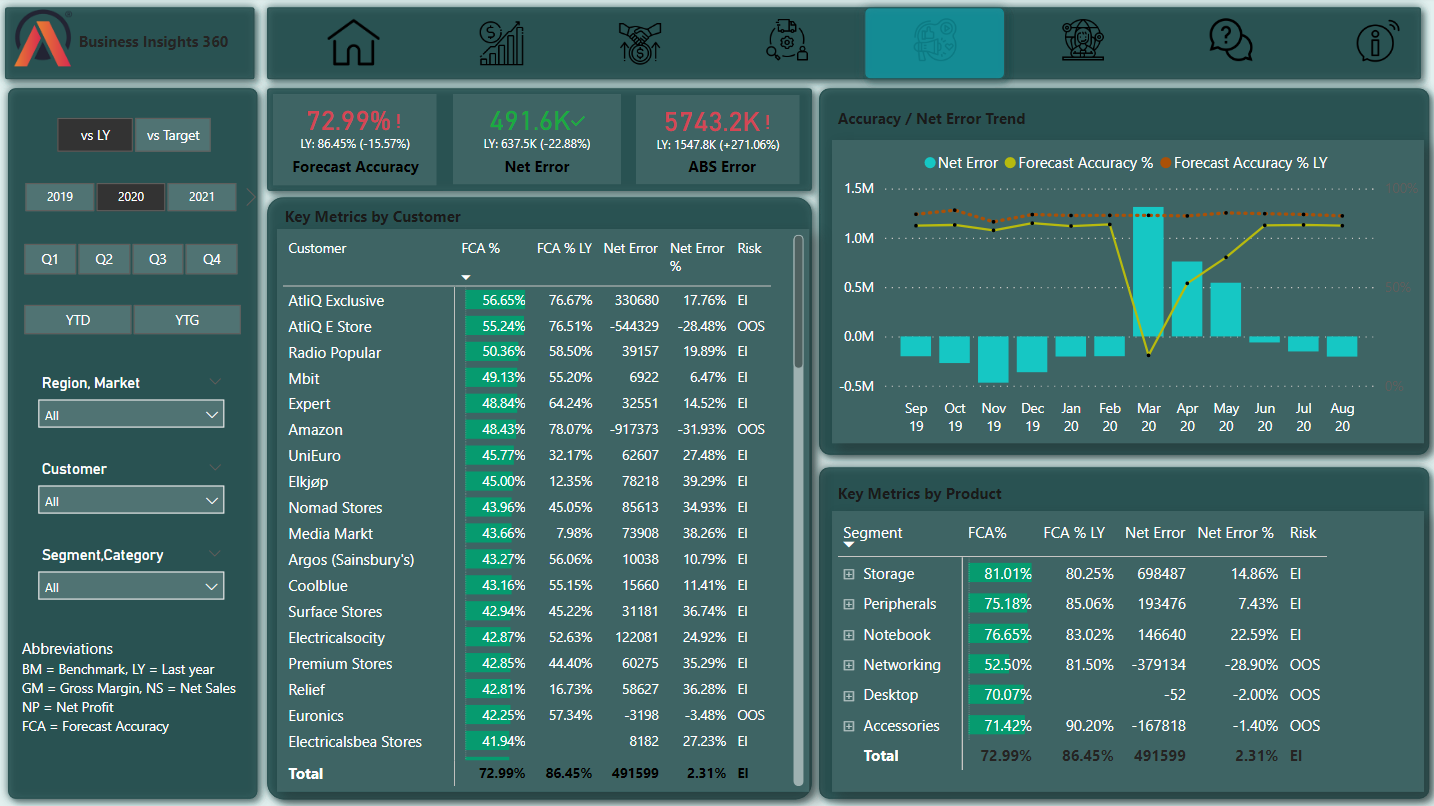 Business Insights 360
vs LY
vs Target
2019
2020
2021
Q1
Q2
Q3
Q4
YTD
YTG
Region, Market
All
Customer
All
Segment,Category
All
Abbreviations
BM = Benchmark, LY = Last year
GM = Gross Margin, NS = Net Sales
NP = Net Profit
FCA = Forecast Accuracy
72.99% !
LY: 86.45% (-15.57%)
Forecast Accuracy
491.6K✓
LY: 637.5K (-22.88%)
Net Error
5743.2K !
LY: 1547.8K (+271.06%)
ABS Error
Key Metrics by Customer
Customer FCA % FCA % LY Net Error Net Error % Risk
AtliQ Exclusive 56.65% 76.67% 330680 17.76% EI
AtliQ E Store 55.24% 76.51% -544329 -28.48% OOS
Radio Popular 50.36% 58.50% 39157 19.89% EI
Mbit 49.13% 55.20% 6922 6.47% EI
Expert 48.84% 64.24% 32551 14.52% EI
Amazon 48.43% 78.07% -917373 -31.93% OOS
UniEuro 45.77% 32.17% 62607 27.48% EI
Elkjøp 45.00% 12.35% 78218 39.29% EI
Nomad Stores 43.96% 45.05% 85613 34.93% EI
Media Markt 43.66% 7.98% 73908 38.26% EI
Argos (Sainsbury's) 43.27% 56.06% 10038 10.79% EI
Coolblue 43.16% 55.15% 15660 11.41% EI
Surface Stores 42.94% 45.22% 31181 36.74% EI
Electricalsocity 42.87% 52.63% 122081 24.92% EI
Premium Stores 42.85% 44.40% 60275 35.29% EI
Relief 42.81% 16.73% 58627 36.28% EI
Euronics 42.25% 57.34% -3198 -3.48% OOS
Electricalsbea Stores 41.94% 8182 27.23% EI
Total 72.99% 86.45% 491599 2.31% EI
Accuracy / Net Error Trend
Net Error Forecast Accuracy % Forecast Accuracy % LY
1.5M
1.0M
0.5M
0.0M
-0.5M
Sep Oct Nov Dec Jan Feb Mar Apr May Jun Jul Aug
19 19 19 19 20 20 20 20 20 20 20 20
Key Metrics by Product
Segment FCA% FCA % LY Net Error Net Error % Risk
Storage 81.01% 80.25% 698487 14.86% EI
Peripherals 75.18% 85.06% 193476 7.43% EI
Notebook 76.65% 83.02% 146640 22.59% EI
Networking 52.50% 81.50% -379134 -28.90% OOS
Desktop 70.07% -52 -2.00% OOS
Accessories 71.42% 90.20% -167818 -1.40% OOS
Total 72.99% 86.45% 491599 2.31% EI